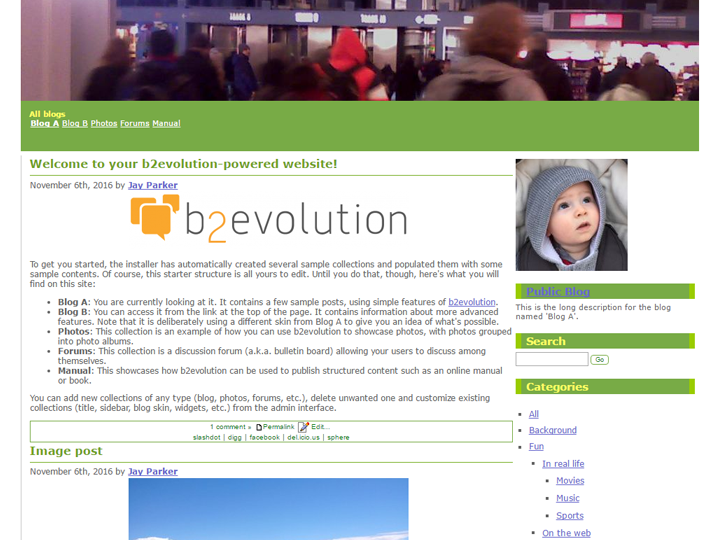 All blogs
Blog A Blog B Photos Forums Manual
Welcome to your b2evolution-powered website!
November 6th, 2016 by Jay Parker
b2evolution
To get you started, the installer has automatically created several sample collections and populated them with some
sample contents. Of course, this starter structure is all yours to edit. Until you do that, though, here's what you will
find on this site:
• Blog A: You are currently looking at it. It contains a few sample posts, using simple features of b2evolution.
• Blog B: You can access it from the link at the top of the page. It contains information about more advanced
features. Note that it is deliberately using a different skin from Blog A to give you an idea of what's possible.
• Photos: This collection is an example of how you can use b2evolution to showcase photos, with photos grouped
into photo albums.
• Forums: This collection is a discussion forum (a.k.a. bulletin board) allowing your users to discuss among
themselves.
• Manual: This showcases how b2evolution can be used to publish structured content such as an online manual
or book.
You can add new collections of any type (blog, photos, forums, etc.), delete unwanted one and customize existing
collections (title, sidebar, blog skin, widgets, etc.) from the admin interface.
1 comment » Permalink Edit...
slashdot | digg | facebook | del.icio.us | sphere
Image post
November 6th, 2016 by Jay Parker
Public Blog
This is the long description for the blog
named 'Blog A'.
Search
Go
Categories
All
Background
Fun
In real life
Movies
Music
Sports
On the web